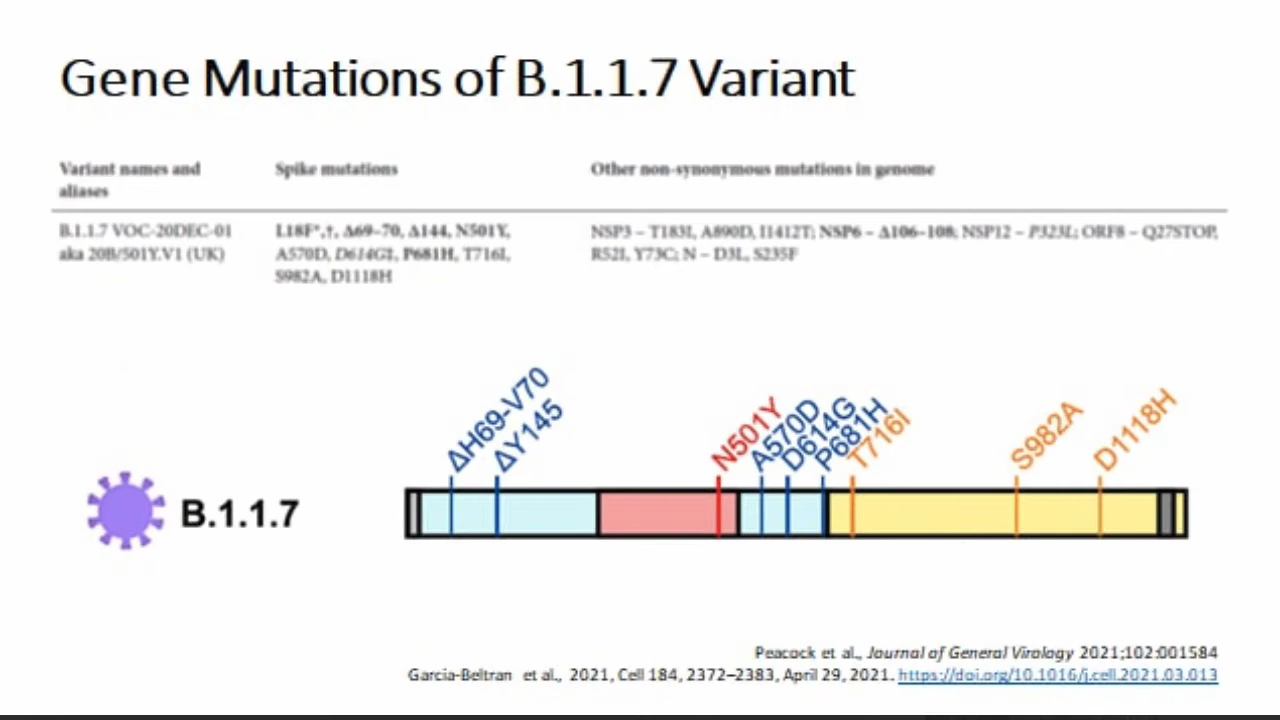 Gene Mutations of B.1.1.7 Variant
Variant names and
aliases
Spike mutations
Other non-synonymous mutations in genome
B.1.1.7 VOC-20DEC-01
aka 20B/501Y.V1 (UK)
L18F*,†, Δ69–70, Δ144, N501Y,
A570D, D614G‡, P681H, T716I,
S982A, D1118H
NSP3 – T183I, A890D, I1412T; NSP6 – Δ106–108; NSP12 – P323L; ORF8 – Q27STOP,
R52I, Y73C; N – D3L, S235F
ΔH69-V70
ΔY145
N501Y
A570D
D614G
P681H
T716I
S982A
D1118H
B.1.1.7
Peacock et al., Journal of General Virology 2021;102:001584
Garcia-Beltran et al., 2021, Cell 184, 2372–2383, April 29, 2021. https://doi.org/10.1016/j.cell.2021.03.013